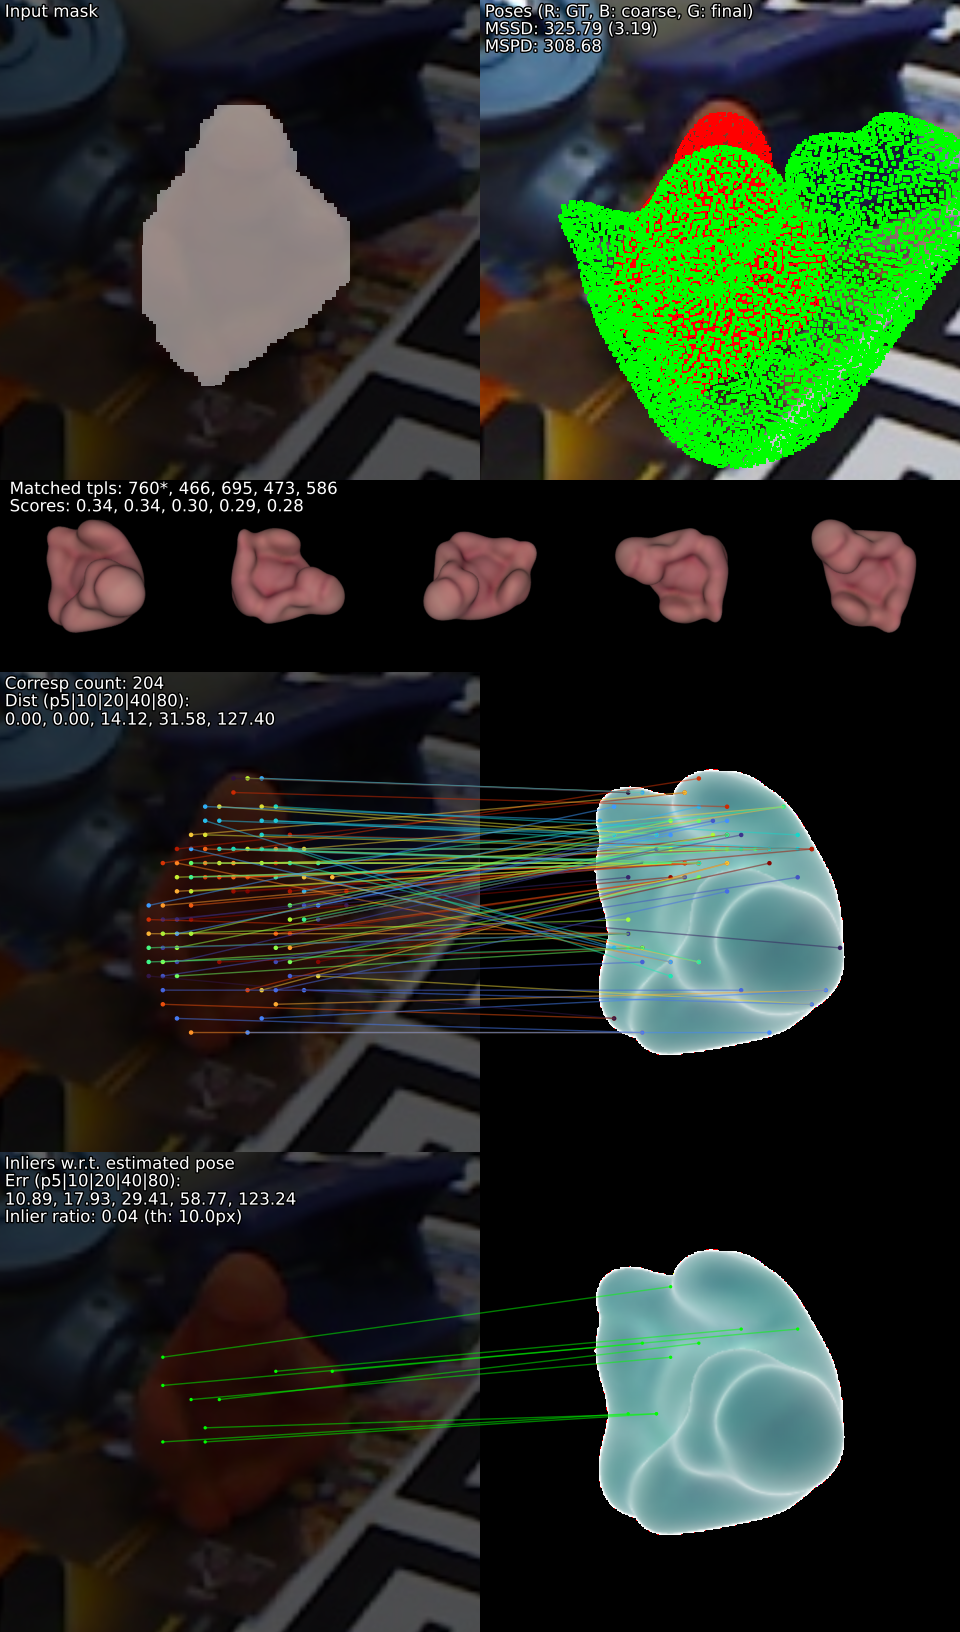 Input mask
Poses (R: GT, B: coarse, G: final)
MSSD: 325.79 (3.19)
MSPD: 308.68
Matched tpls: 760*, 466, 695, 473, 586
Scores: 0.34, 0.34, 0.30, 0.29, 0.28
Corresp count: 204
Dist (p5|10|20|40|80):
0.00, 0.00, 14.12, 31.58, 127.40
Inliers w.r.t. estimated pose
Err (p5|10|20|40|80):
10.89, 17.93, 29.41, 58.77, 123.24
Inlier ratio: 0.04 (th: 10.0px)